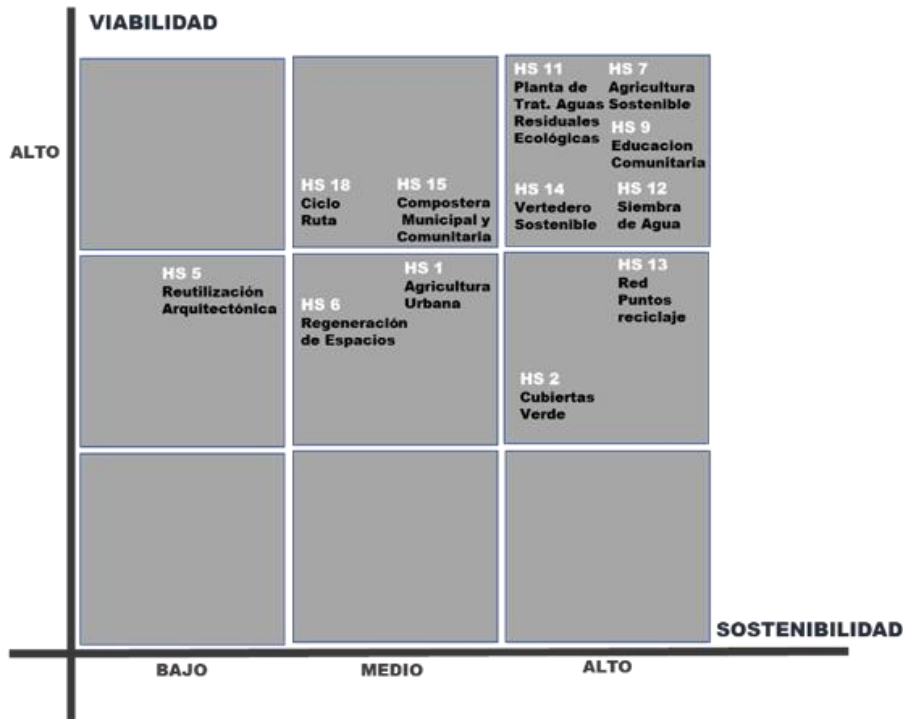 VIABILIDAD
ALTO
HS 11
Planta de
Trat. Aguas
Residuales
Ecológicas
HS 7
Agricultura
Sostenible
HS 9
Educacion
Comunitaria
HS 18
Ciclo
Ruta
HS 15
Compostera
Municipal y
Comunitaria
HS 14
Vertedero
Sostenible
HS 12
Siembra
de Agua
HS 5
Reutilización
Arquitectónica
HS 6
Regeneración
de Espacios
HS 1
Agricultura
Urbana
HS 13
Red
Puntos
reciclaje
HS 2
Cubiertas
Verde
SOSTENIBILIDAD
BAJO
MEDIO
ALTO